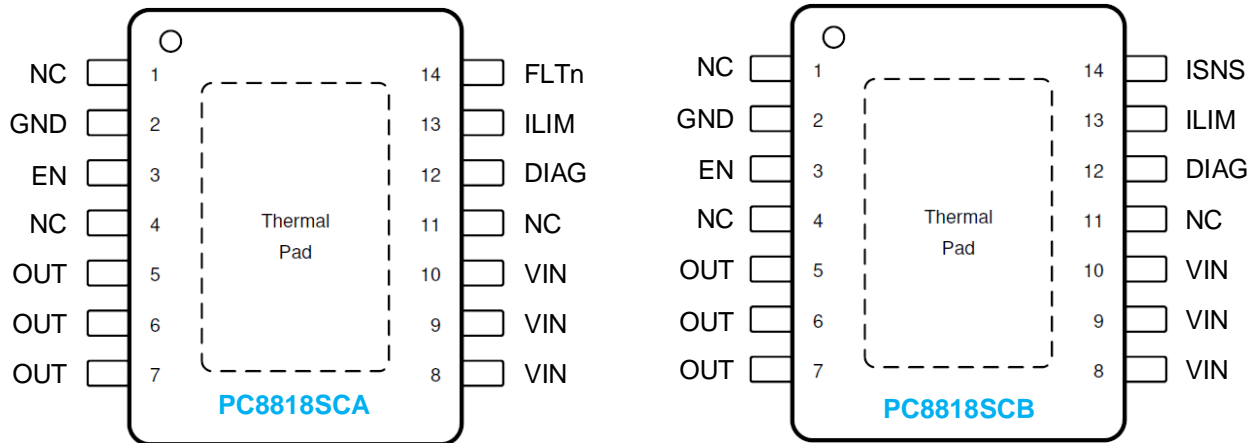 NC 1 14 FLTn
GND 2 13 ILIM
EN 3 12 DIAG
NC 4 11 NC
OUT 5 10 VIN
OUT 6 9 VIN
OUT 7 8 VIN
Thermal
Pad
PC8818SCA
NC 1 14 ISNS
GND 2 13 ILIM
EN 3 12 DIAG
NC 4 11 NC
OUT 5 10 VIN
OUT 6 9 VIN
OUT 7 8 VIN
Thermal
Pad
PC8818SCB